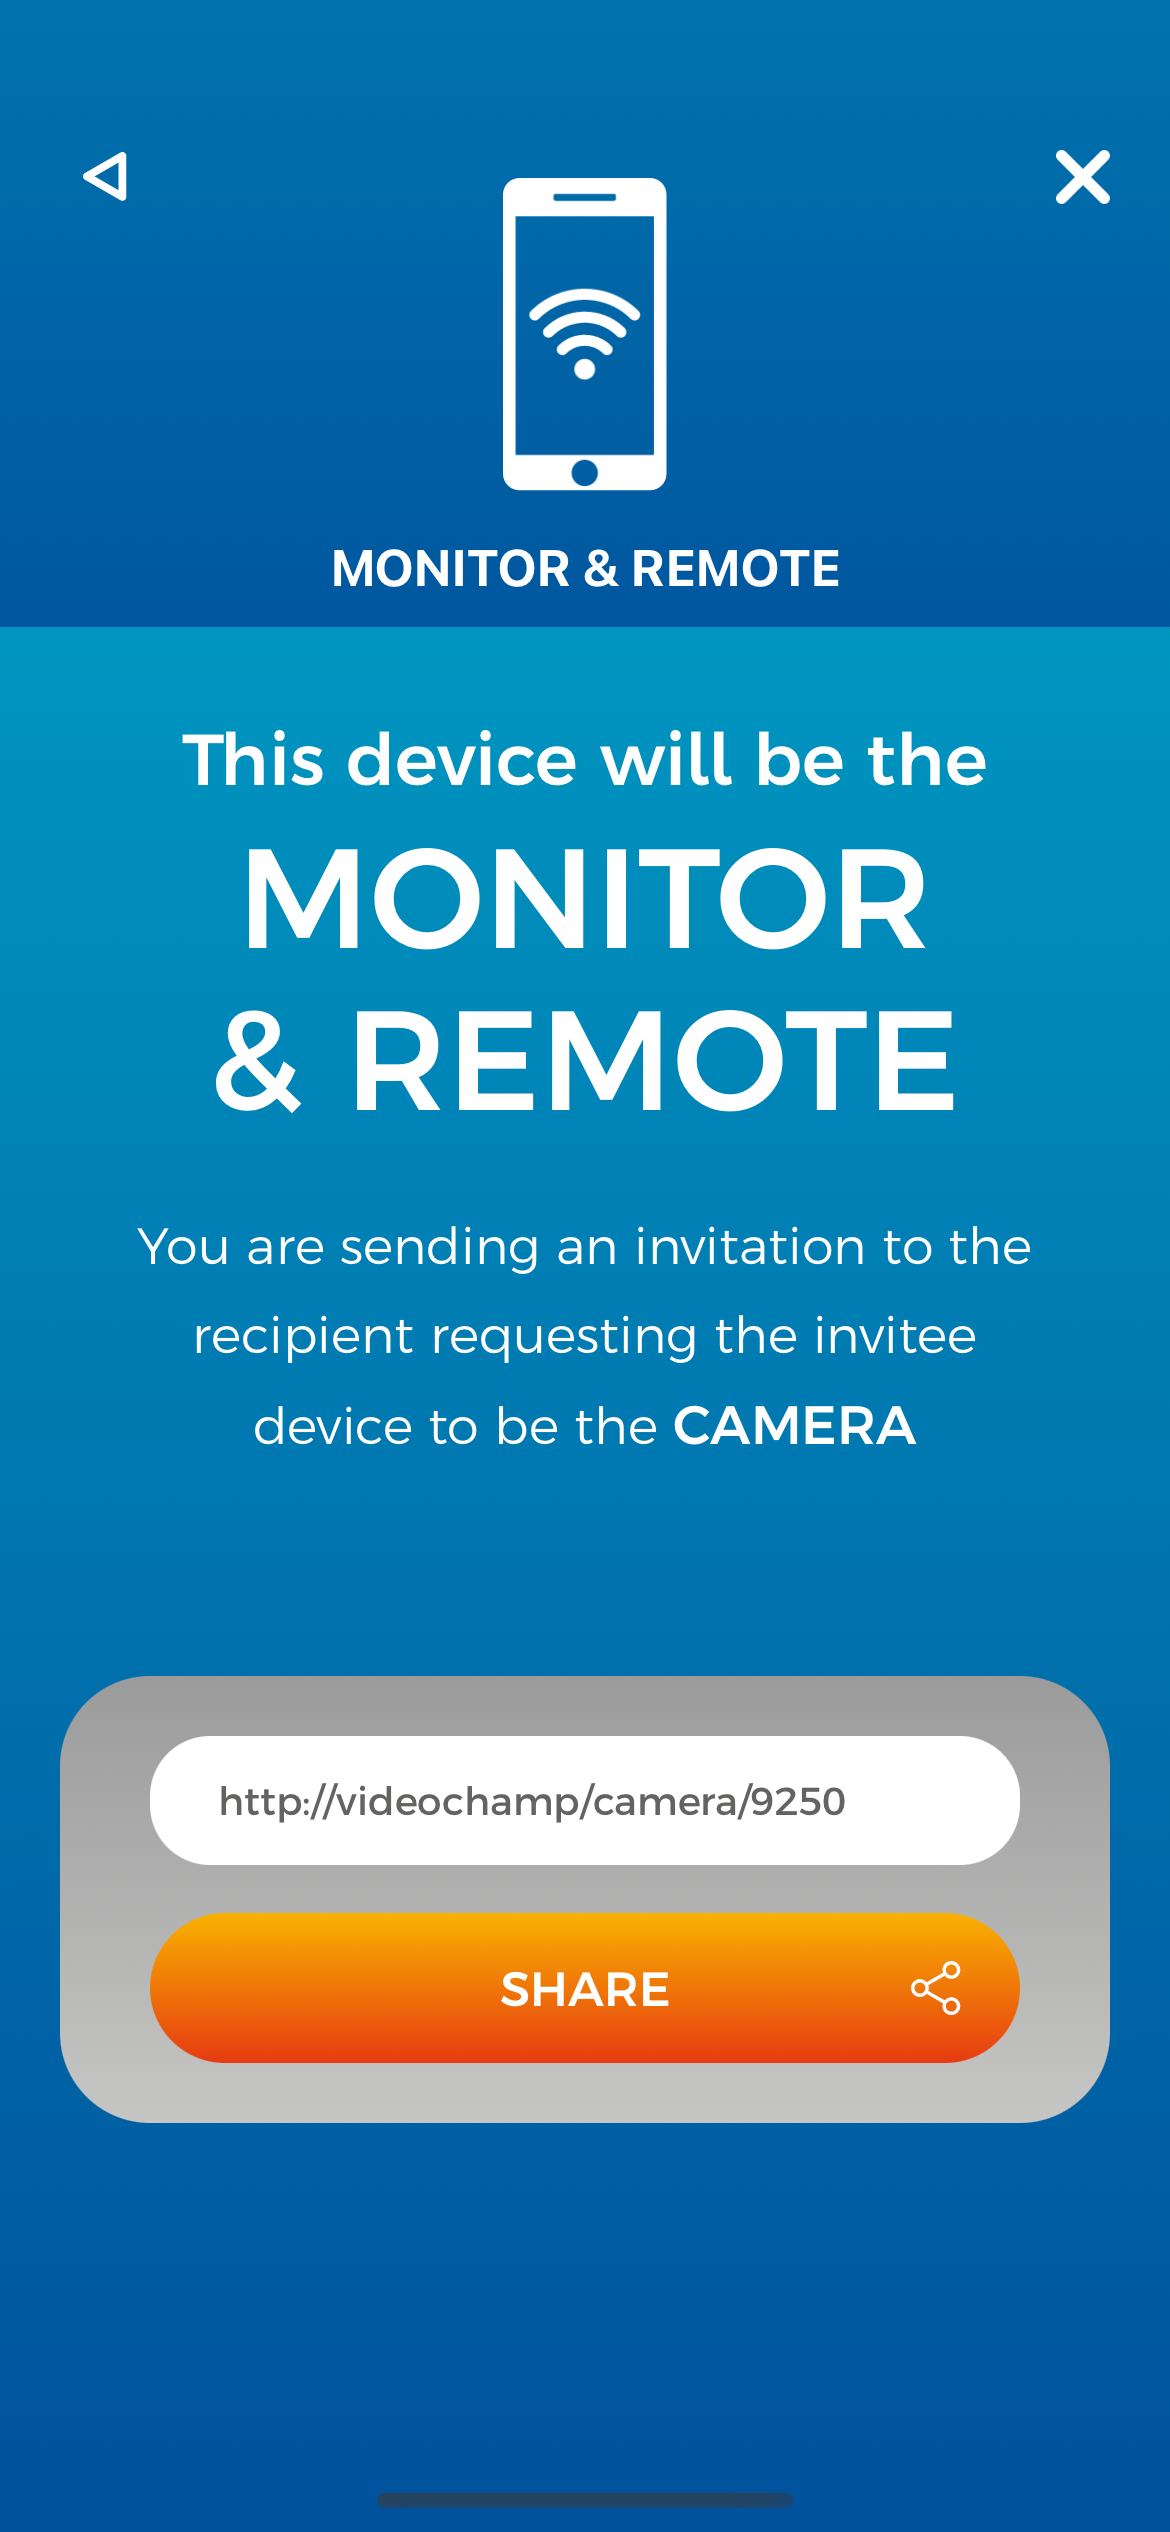 MONITOR & REMOTE
This device will be the
MONITOR
& REMOTE
You are sending an invitation to the
recipient requesting the invitee
device to be the CAMERA
http://videochamp/camera/9250
SHARE